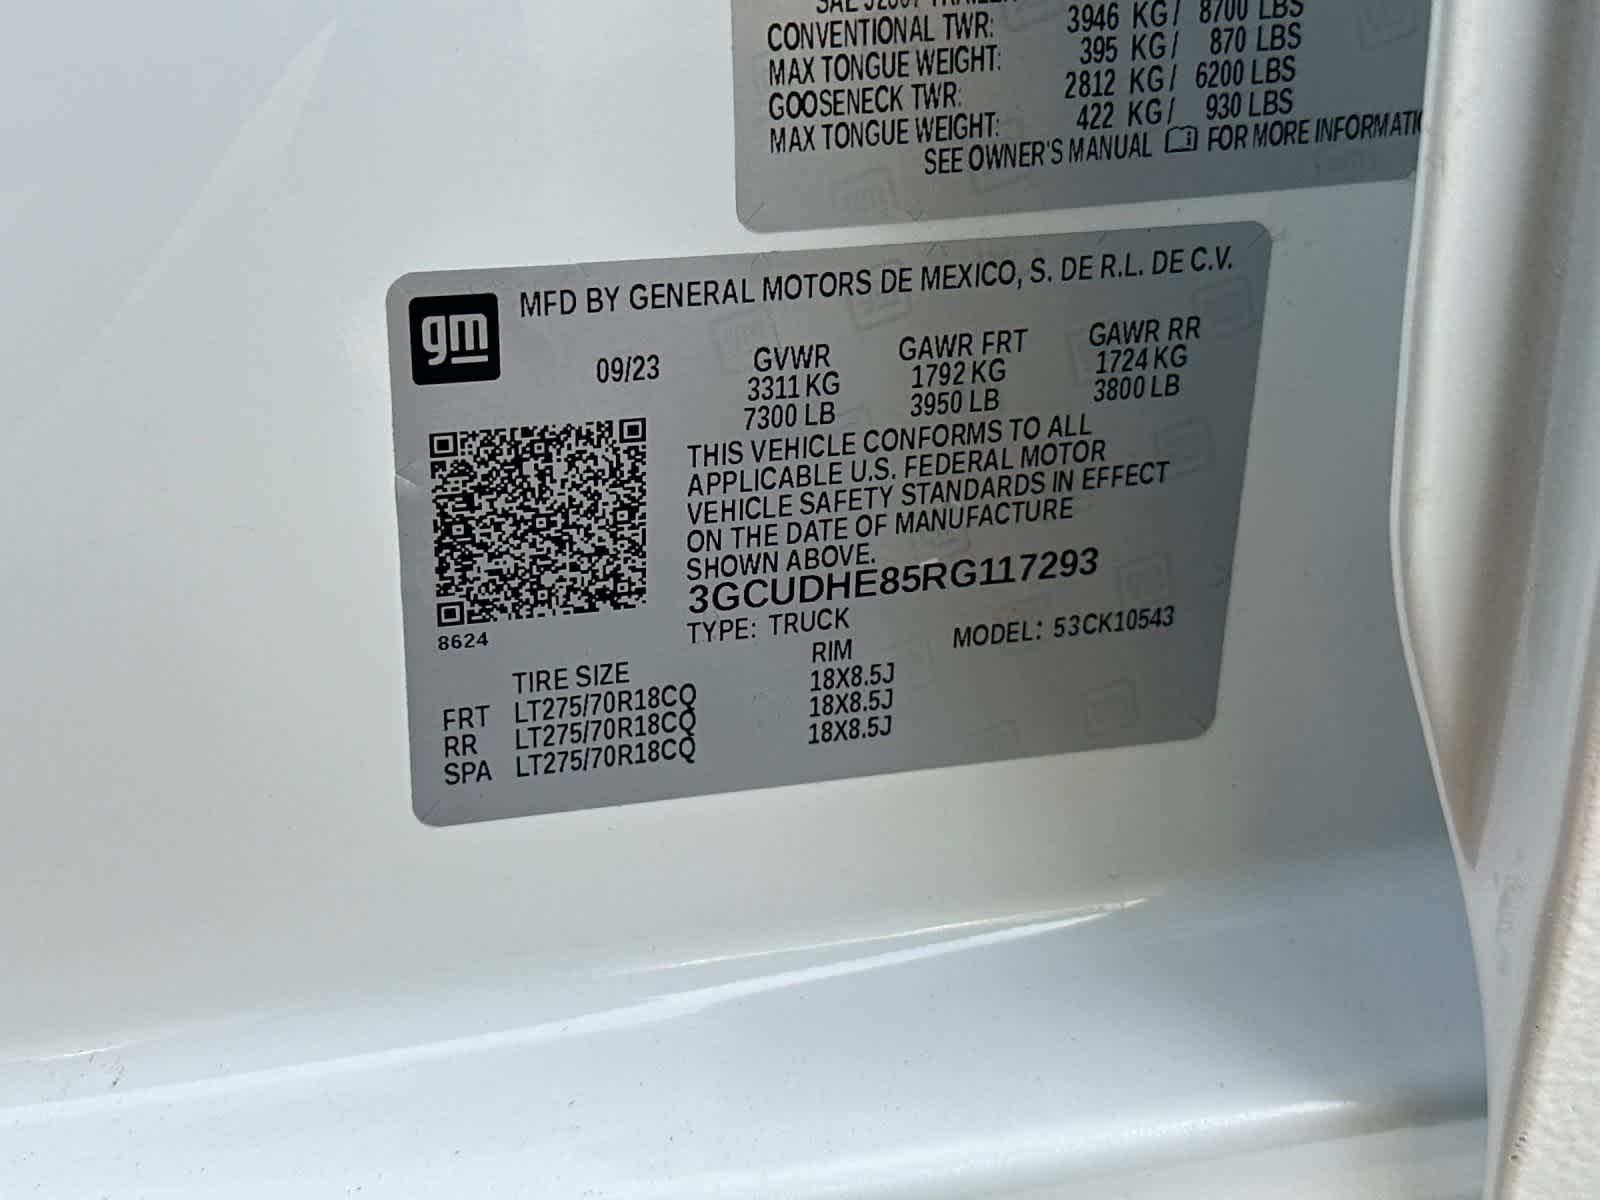 CONVENTIONAL TWR: 3946 KG/ 8700 LBS
MAX TONGUE WEIGHT: 395 KG/ 870 LBS
GOOSENECK TWR: 2812 KG/ 6200 LBS
MAX TONGUE WEIGHT: 422 KG/ 930 LBS
SEE OWNER'S MANUAL FOR MORE INFORMATI
gm
MFD BY GENERAL MOTORS DE MEXICO, S. DE R.L. DE C.V.
09/23 GVWR GAWR FRT GAWR RR
3311 KG 1792 KG 1724 KG
7300 LB 3950 LB 3800 LB
THIS VEHICLE CONFORMS TO ALL
APPLICABLE U.S. FEDERAL MOTOR
VEHICLE SAFETY STANDARDS IN EFFECT
ON THE DATE OF MANUFACTURE
SHOWN ABOVE.
3GCUDHE85RG117293
8624
TYPE: TRUCK MODEL: 53CK10543
TIRE SIZE RIM
FRT LT275/70R18CQ 18X8.5J
RR LT275/70R18CQ 18X8.5J
SPA LT275/70R18CQ 18X8.5J